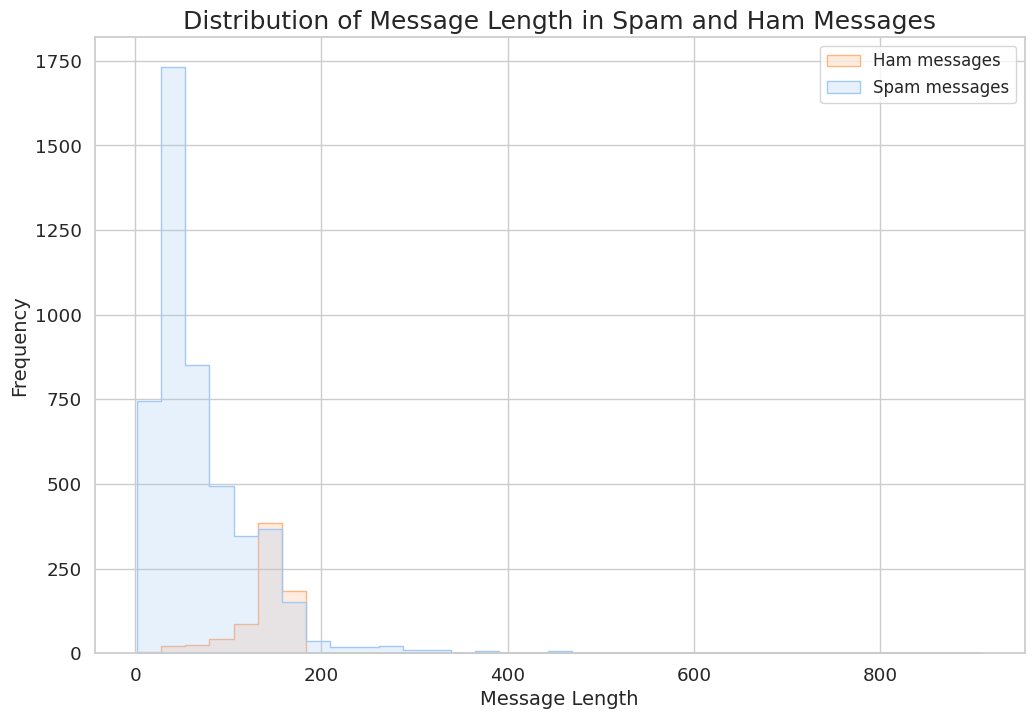 Distribution of Message Length in Spam and Ham Messages
Ham messages
Spam messages
Frequency
1750
1500
1250
1000
750
500
250
0
0 200 400 600 800
Message Length